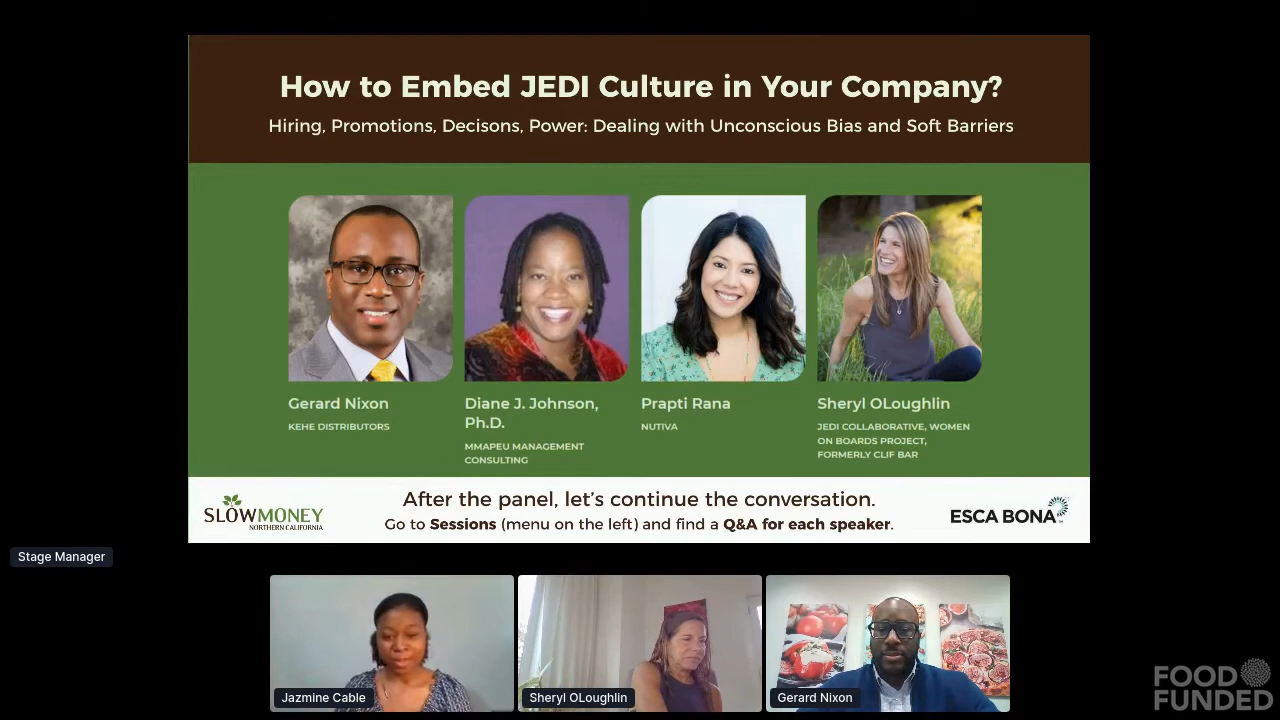 How to Embed JEDI Culture in Your Company?
Hiring, Promotions, Decisons, Power: Dealing with Unconscious Bias and Soft Barriers
Gerard Nixon
KEHE DISTRIBUTORS
Diane J. Johnson,
Ph.D.
MMAPEU MANAGEMENT
CONSULTING
Prapti Rana
NUTIVA
Sheryl OLoughlin
JEDI COLLABORATIVE, WOMEN
ON BOARDS PROJECT,
FORMERLY CLIF BAR
SLOWMONEY
NORTHERN CALIFORNIA
After the panel, let's continue the conversation.
Go to Sessions (menu on the left) and find a Q&A for each speaker.
ESCA BONA
Stage Manager
Jazmine Cable
Sheryl OLoughlin
Gerard Nixon
FOOD
FUNDED